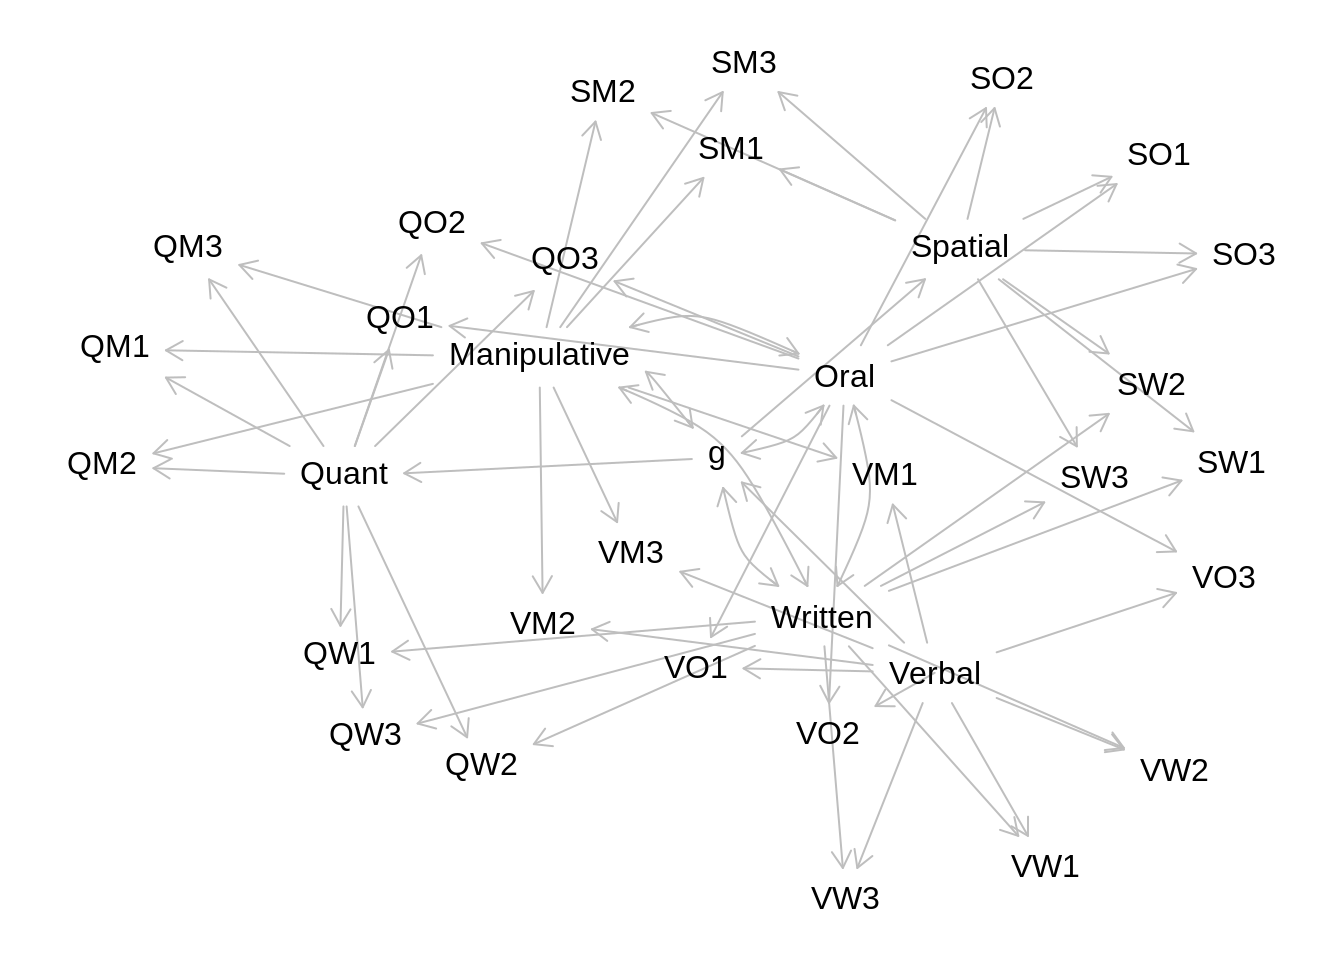 SM3
SO2
SM2
SM1
SO1
QO2
QM3
Spatial
SO3
QO3
QO1
QM1
Manipulative
Oral
SW2
g
QM2
SW1
Quant
VM1
SW3
VM3
VO3
Written
VM2
QW1
VO1
Verbal
QW3
VO2
QW2
VW2
VW1
VW3